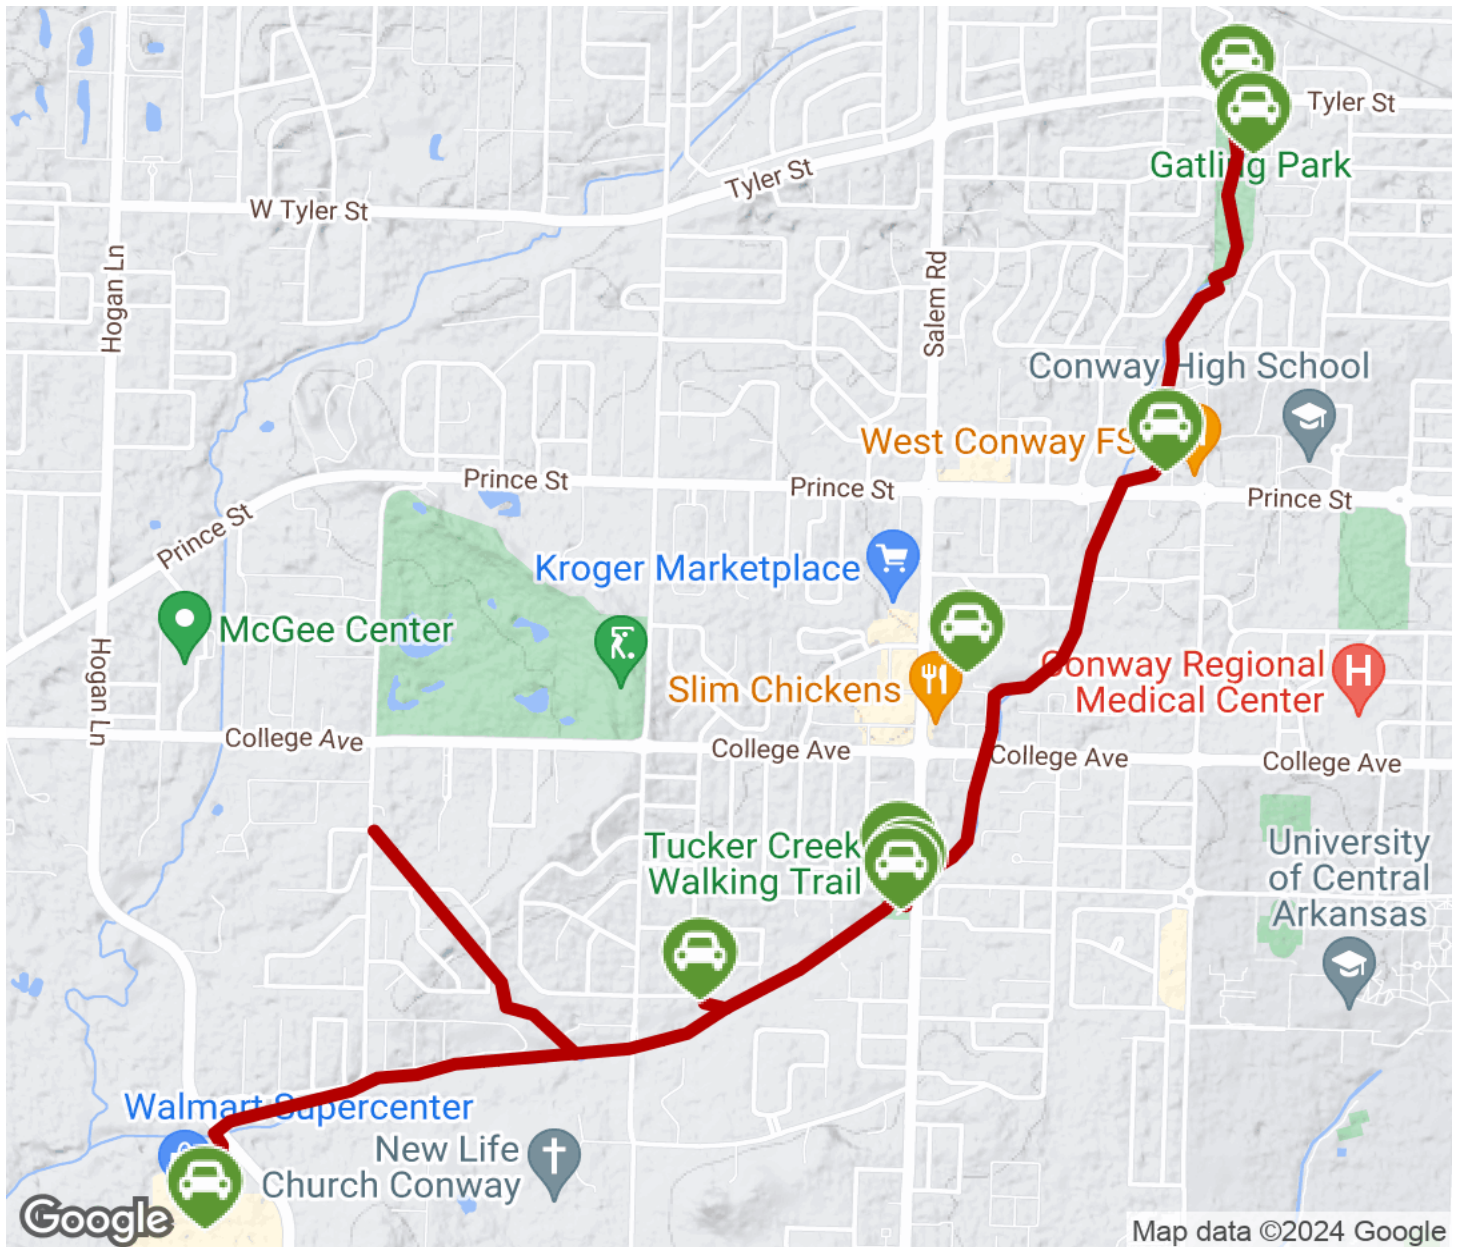 Tyler St
Gatling Park
Tyler St
W Tyler St
Hogan Ln
Salem Rd
Conway High School
West Conway FS
Prince St
Prince St
Prince St
Prince St
Kroger Marketplace
McGee Center
Hogan Ln
Slim Chickens
Conway Regional
Medical Center
College Ave
College Ave
College Ave
College Ave
Tucker Creek
Walking Trail
University
of Central
Arkansas
Walmart Supercenter
New Life
Church Conway
H
Google
Map data ©2024 Google